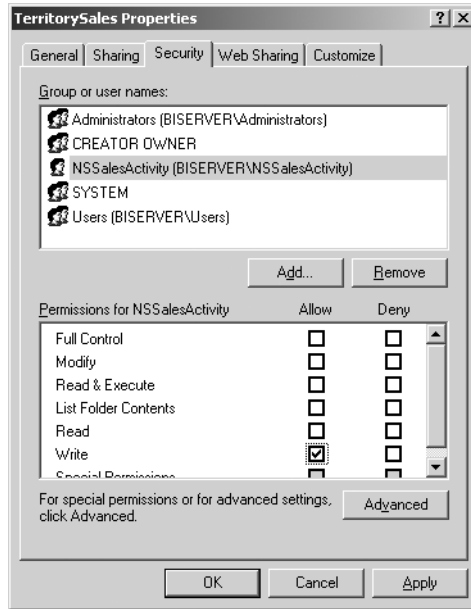 TerritorySales Properties
General Sharing Security Web Sharing Customize
Group or user names:
Administrators (BISERVER\Administrators)
CREATOR OWNER
NSSalesActivity (BISERVER\NSSalesActivity)
SYSTEM
Users (BISERVER\Users)
Add... Remove
Permissions for NSSalesActivity Allow Deny
Full Control
Modify
Read & Execute
List Folder Contents
Read
Write
Special Permissions
For special permissions or for advanced settings, Advanced
click Advanced.
OK Cancel Apply